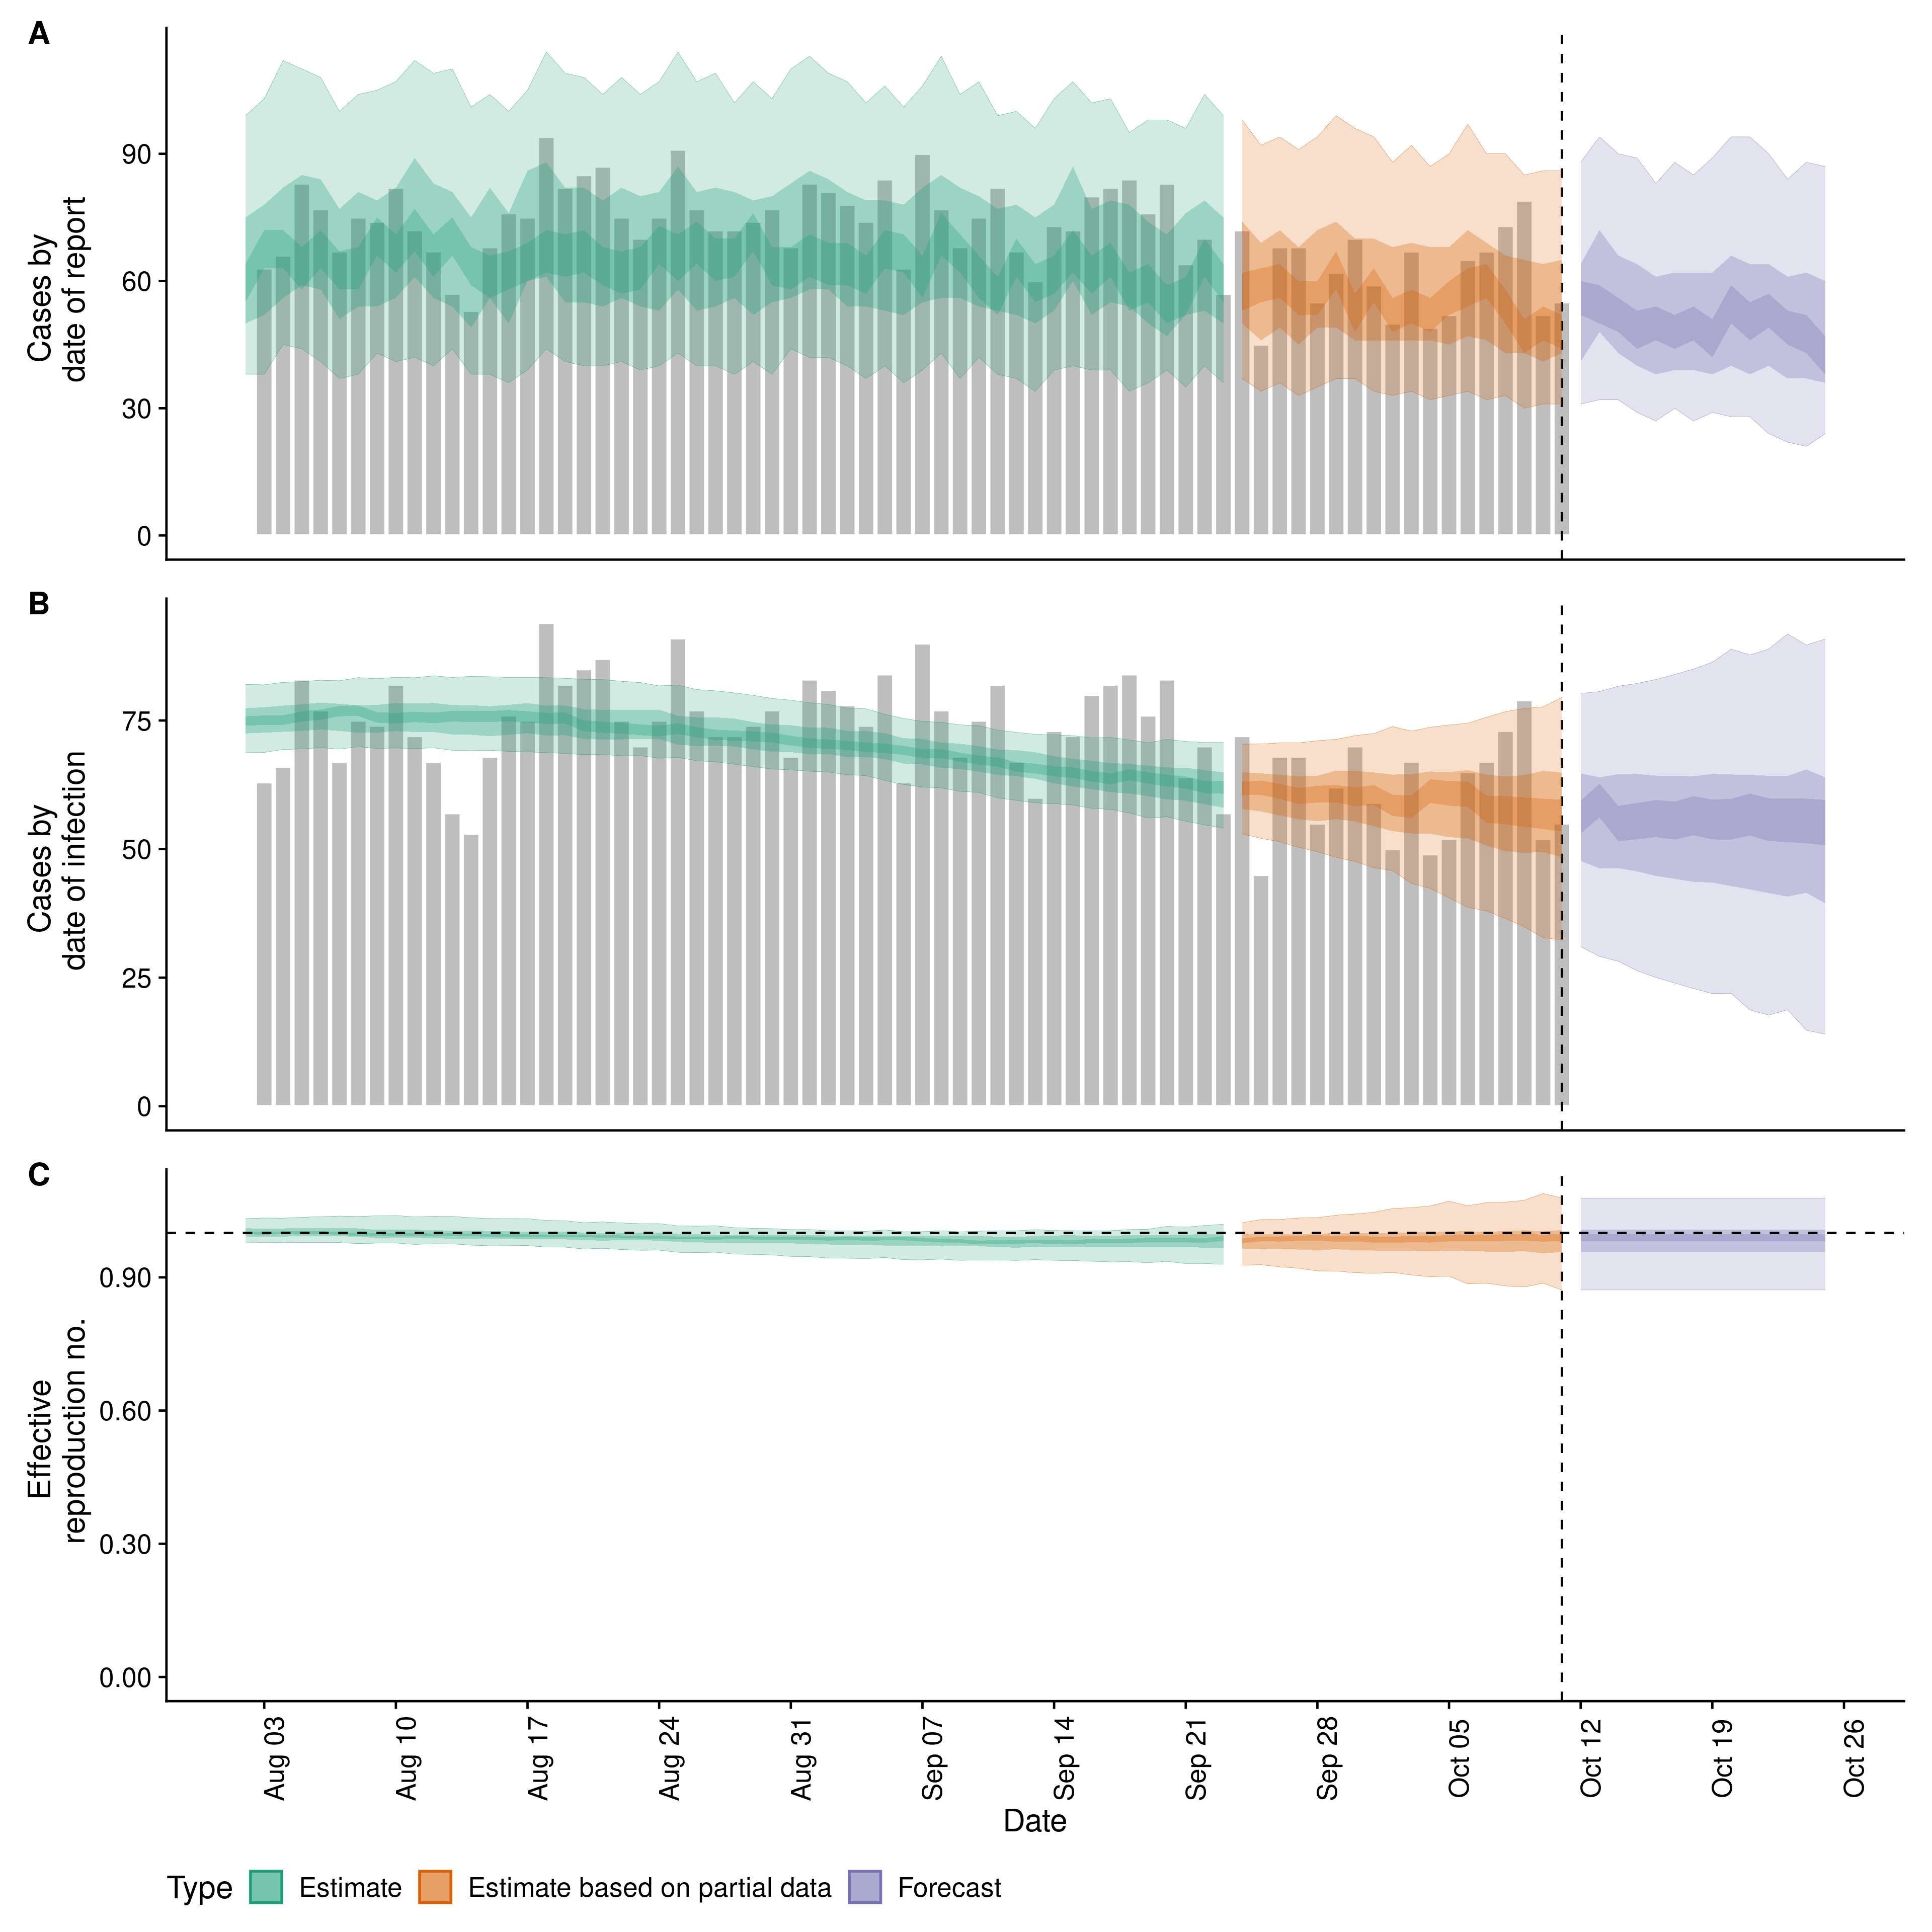 A
Cases by
date of report
90
60
30
0
B
Cases by
date of infection
75
50
25
0
C
Effective
reproduction no.
0.90
0.60
0.30
0.00
Aug 03
Aug 10
Aug 17
Aug 24
Aug 31
Sep 07
Sep 14
Sep 21
Sep 28
Oct 05
Oct 12
Oct 19
Oct 26
Date
Type Estimate Estimate based on partial data Forecast